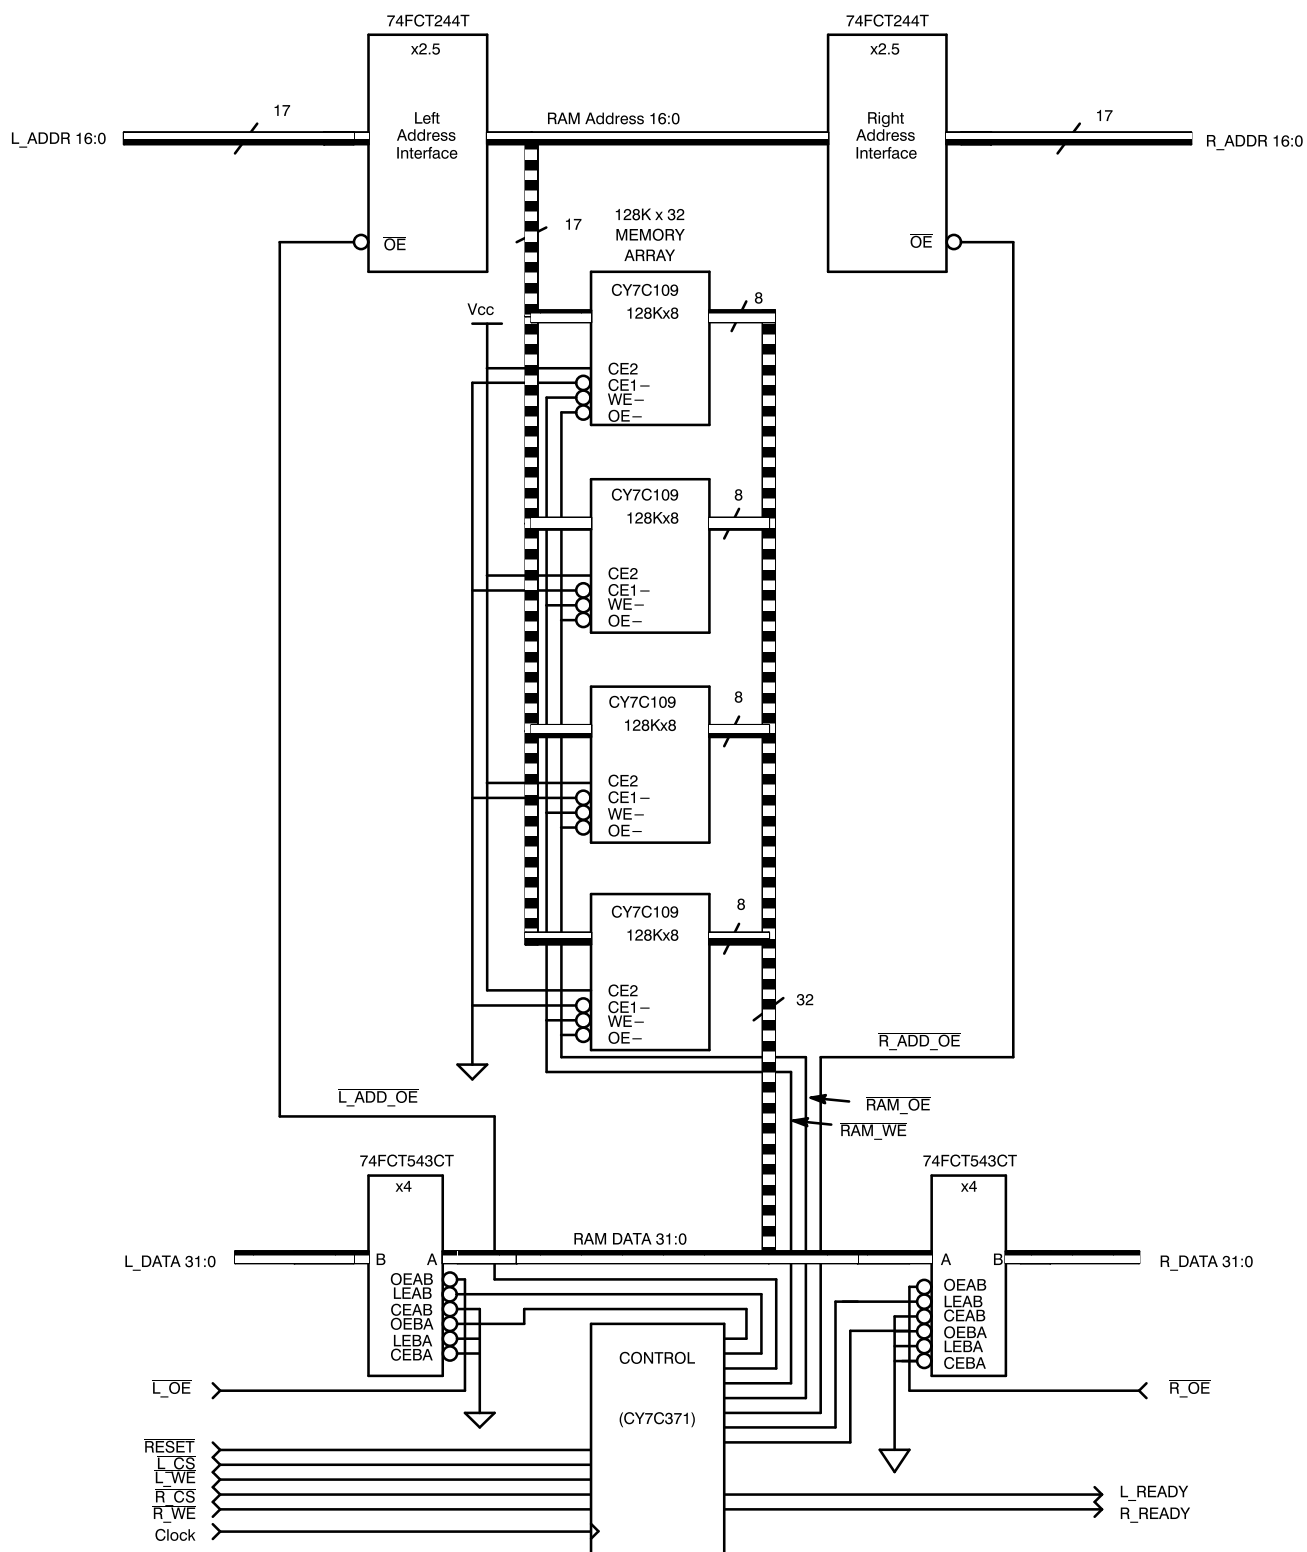 74FCT244T
x2.5
Left
Address
Interface
OE
74FCT244T
x2.5
Right
Address
Interface
OE
L_ADDR 16:0
17
RAM Address 16:0
17
R_ADDR 16:0
17
128K x 32
MEMORY
ARRAY
Vcc
CY7C109
128Kx8
8
CE2
CE1−
WE−
OE−
CY7C109
128Kx8
8
CE2
CE1−
WE−
OE−
CY7C109
128Kx8
8
CE2
CE1−
WE−
OE−
CY7C109
128Kx8
8
CE2
CE1−
WE−
OE−
32
R_ADD_OE
L_ADD_OE
RAM_OE
RAM_WE
74FCT543CT
x4
B A
OEAB
LEAB
CEAB
OEBA
LEBA
CEBA
74FCT543CT
x4
A B
OEAB
LEAB
CEAB
OEBA
LEBA
CEBA
L_DATA 31:0
RAM DATA 31:0
R_DATA 31:0
CONTROL
(CY7C371)
L_OE
R_OE
RESET
L_CS
L_WE
R_CS
R_WE
Clock
L_READY
R_READY